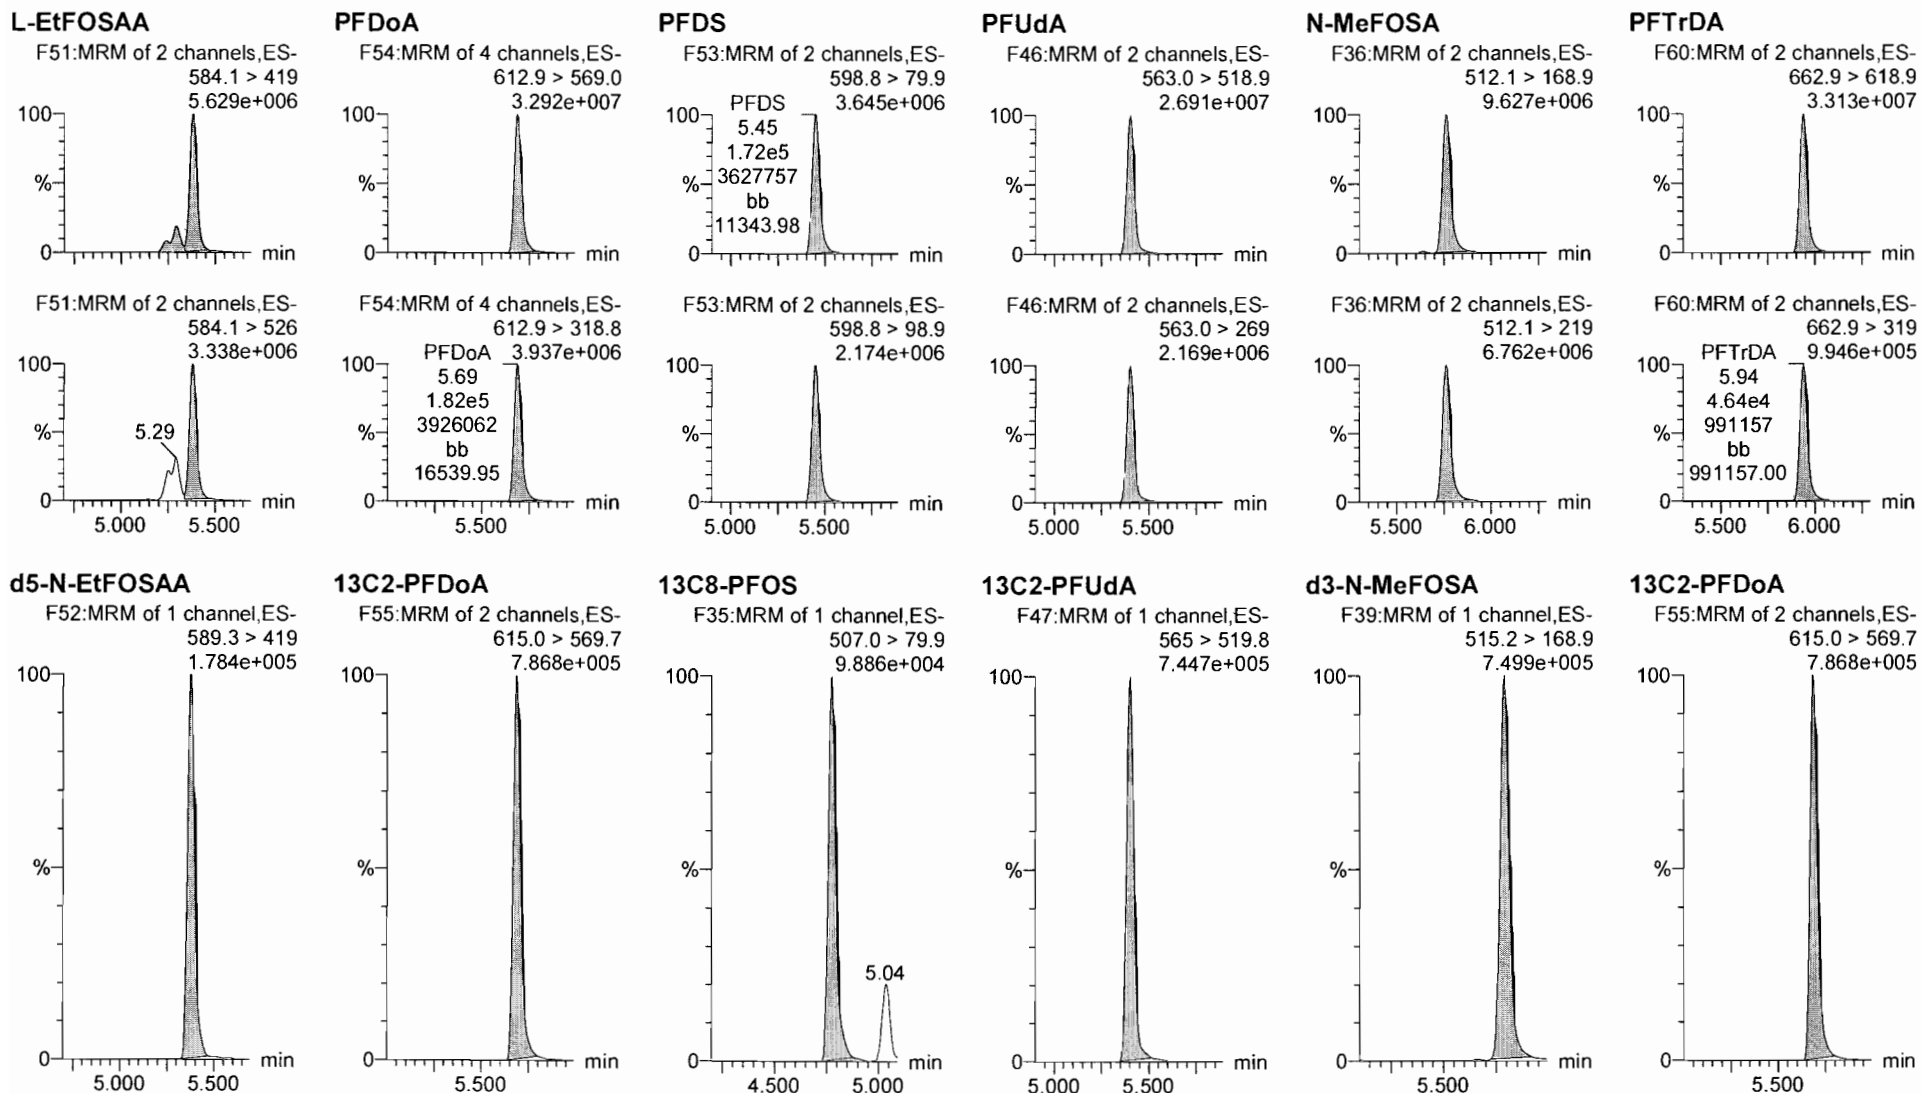 L-EtFOSAA
F51:MRM of 2 channels,ES-
584.1 > 419
5.629e+006
100
%
0
min
F51:MRM of 2 channels,ES-
584.1 > 526
3.338e+006
100
5.29
%
0
min
5.000 5.500
PFDoA
F54:MRM of 4 channels,ES-
612.9 > 569.0
3.292e+007
100
%
0
min
F54:MRM of 4 channels,ES-
612.9 > 318.8
3.937e+006
PFDoA
5.69
1.82e5
3926062
bb
16539.95
100
%
0
min
5.500
PFDS
F53:MRM of 2 channels,ES-
598.8 > 79.9
3.645e+006
PFDS
5.45
1.72e5
3627757
bb
11343.98
100
%
0
min
F53:MRM of 2 channels,ES-
598.8 > 98.9
2.174e+006
100
%
0
min
5.000 5.500
PFUdA
F46:MRM of 2 channels,ES-
563.0 > 518.9
2.691e+007
100
%
0
min
F46:MRM of 2 channels,ES-
563.0 > 269
2.169e+006
100
%
0
min
5.000 5.500
N-MeFOSA
F36:MRM of 2 channels,ES-
512.1 > 168.9
9.627e+006
100
%
0
min
F36:MRM of 2 channels,ES-
512.1 > 219
6.762e+006
100
%
0
min
5.500 6.000
PFTrDA
F60:MRM of 2 channels,ES-
662.9 > 618.9
3.313e+007
100
%
0
min
F60:MRM of 2 channels,ES-
662.9 > 319
9.946e+005
PFTrDA
5.94
4.64e4
991157
bb
991157.00
100
%
0
min
5.500 6.000
d5-N-EtFOSAA
F52:MRM of 1 channel,ES-
589.3 > 419
1.784e+005
100
%
0
min
5.000 5.500
13C2-PFDoA
F55:MRM of 2 channels,ES-
615.0 > 569.7
7.868e+005
100
%
0
min
5.500
13C8-PFOS
F35:MRM of 1 channel,ES-
507.0 > 79.9
9.886e+004
100
%
5.04
0
min
4.500 5.000
13C2-PFUdA
F47:MRM of 1 channel,ES-
565 > 519.8
7.447e+005
100
%
0
min
5.000 5.500
d3-N-MeFOSA
F39:MRM of 1 channel,ES-
515.2 > 168.9
7.499e+005
100
%
0
min
5.500
13C2-PFDoA
F55:MRM of 2 channels,ES-
615.0 > 569.7
7.868e+005
100
%
0
min
5.500